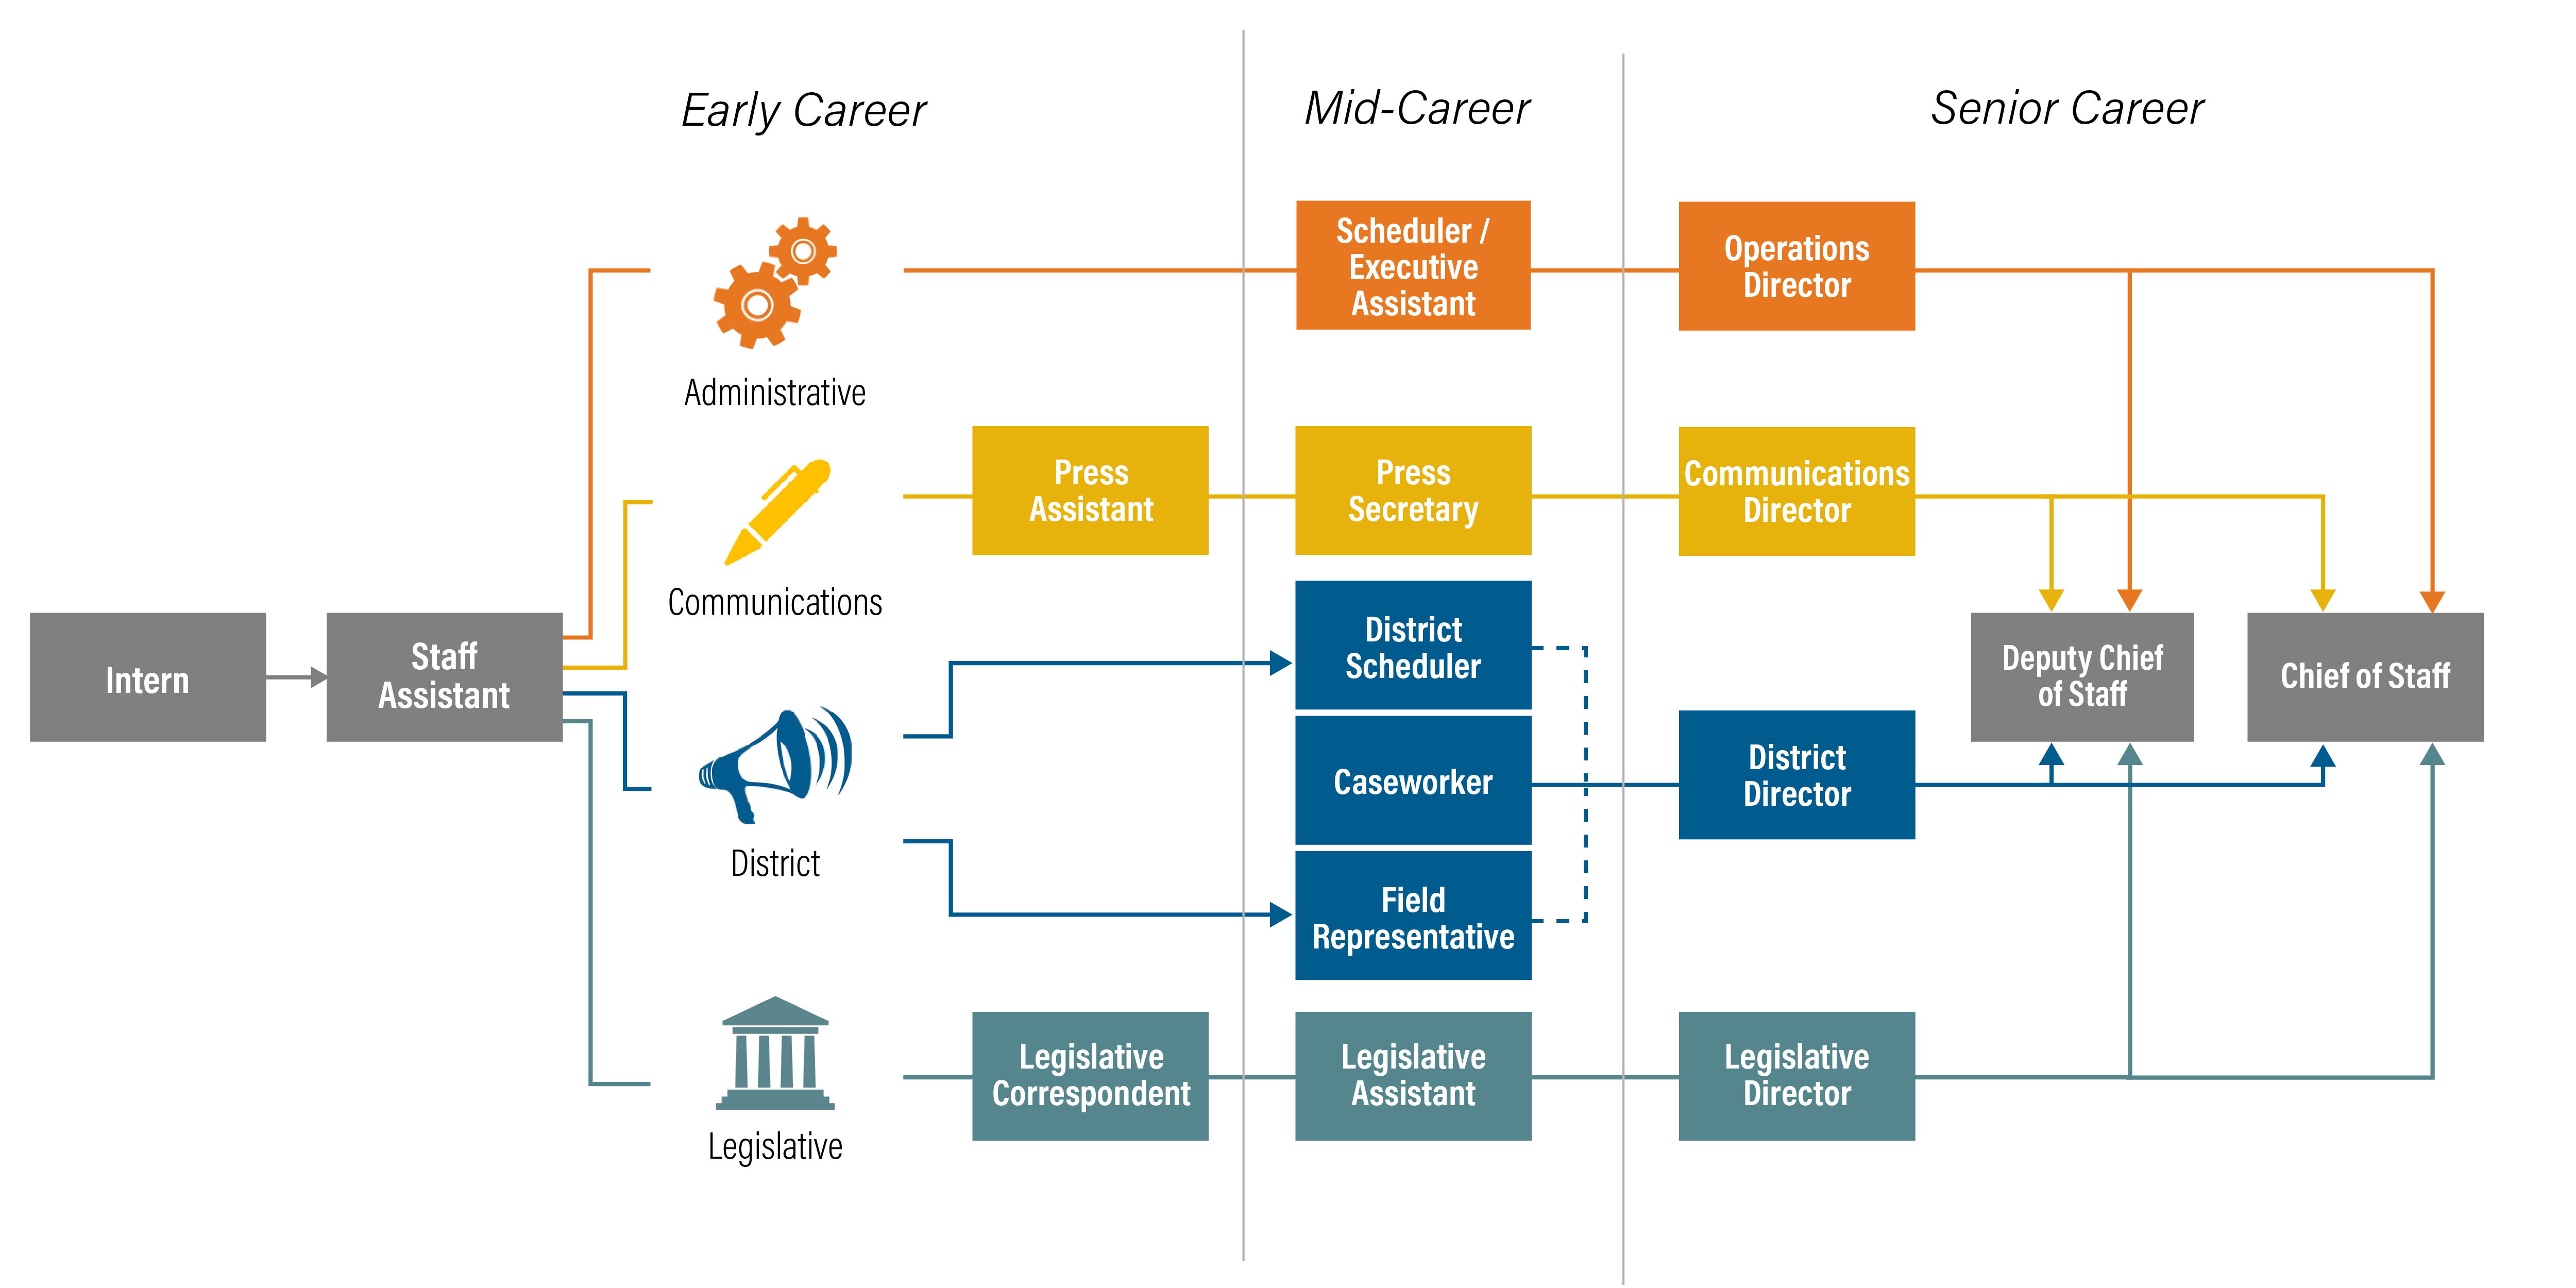 Early Career
Mid-Career
Senior Career
Administrative
Scheduler /
Executive
Assistant
Operations
Director
Communications
Press
Assistant
Press
Secretary
Communications
Director
Intern
Staff
Assistant
District
District
Scheduler
Caseworker
Field
Representative
District
Director
Deputy Chief
of Staff
Chief of Staff
Legislative
Legislative
Correspondent
Legislative
Assistant
Legislative
Director